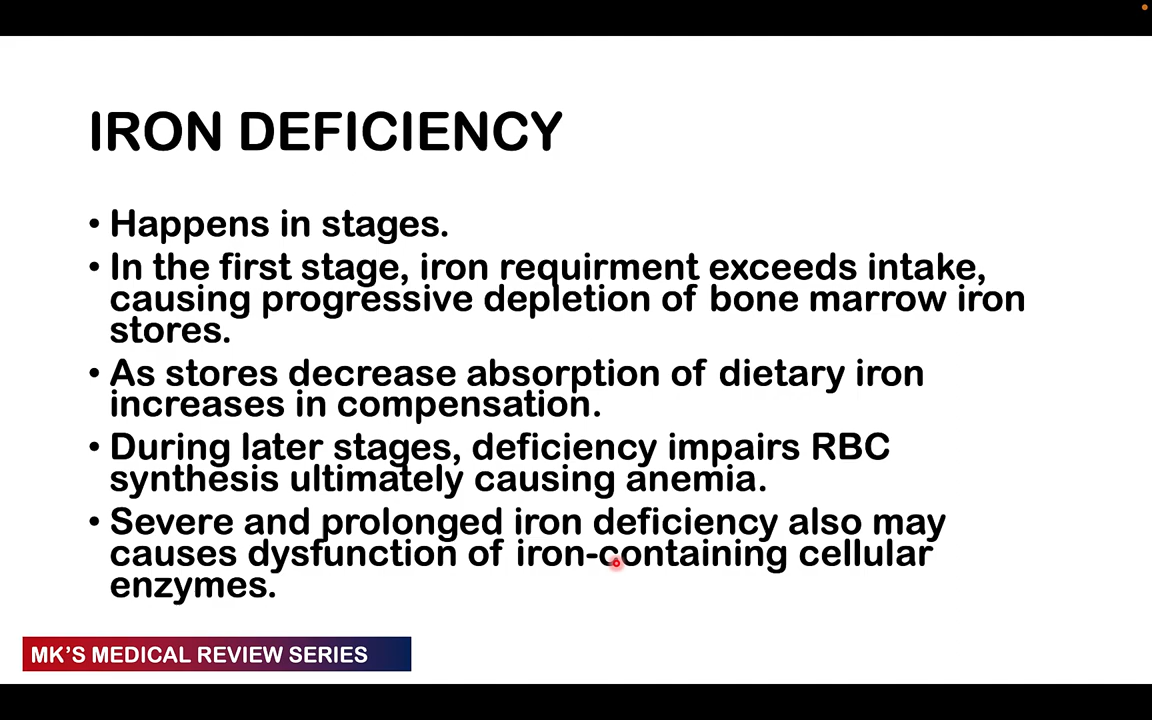 IRON DEFICIENCY
• Happens in stages.
• In the first stage, iron requirment exceeds intake,
causing progressive depletion of bone marrow iron
stores.
• As stores decrease absorption of dietary iron
increases in compensation.
• During later stages, deficiency impairs RBC
synthesis ultimately causing anemia.
• Severe and prolonged iron deficiency also may
causes dysfunction of iron-containing cellular
enzymes.
MK'S MEDICAL REVIEW SERIES